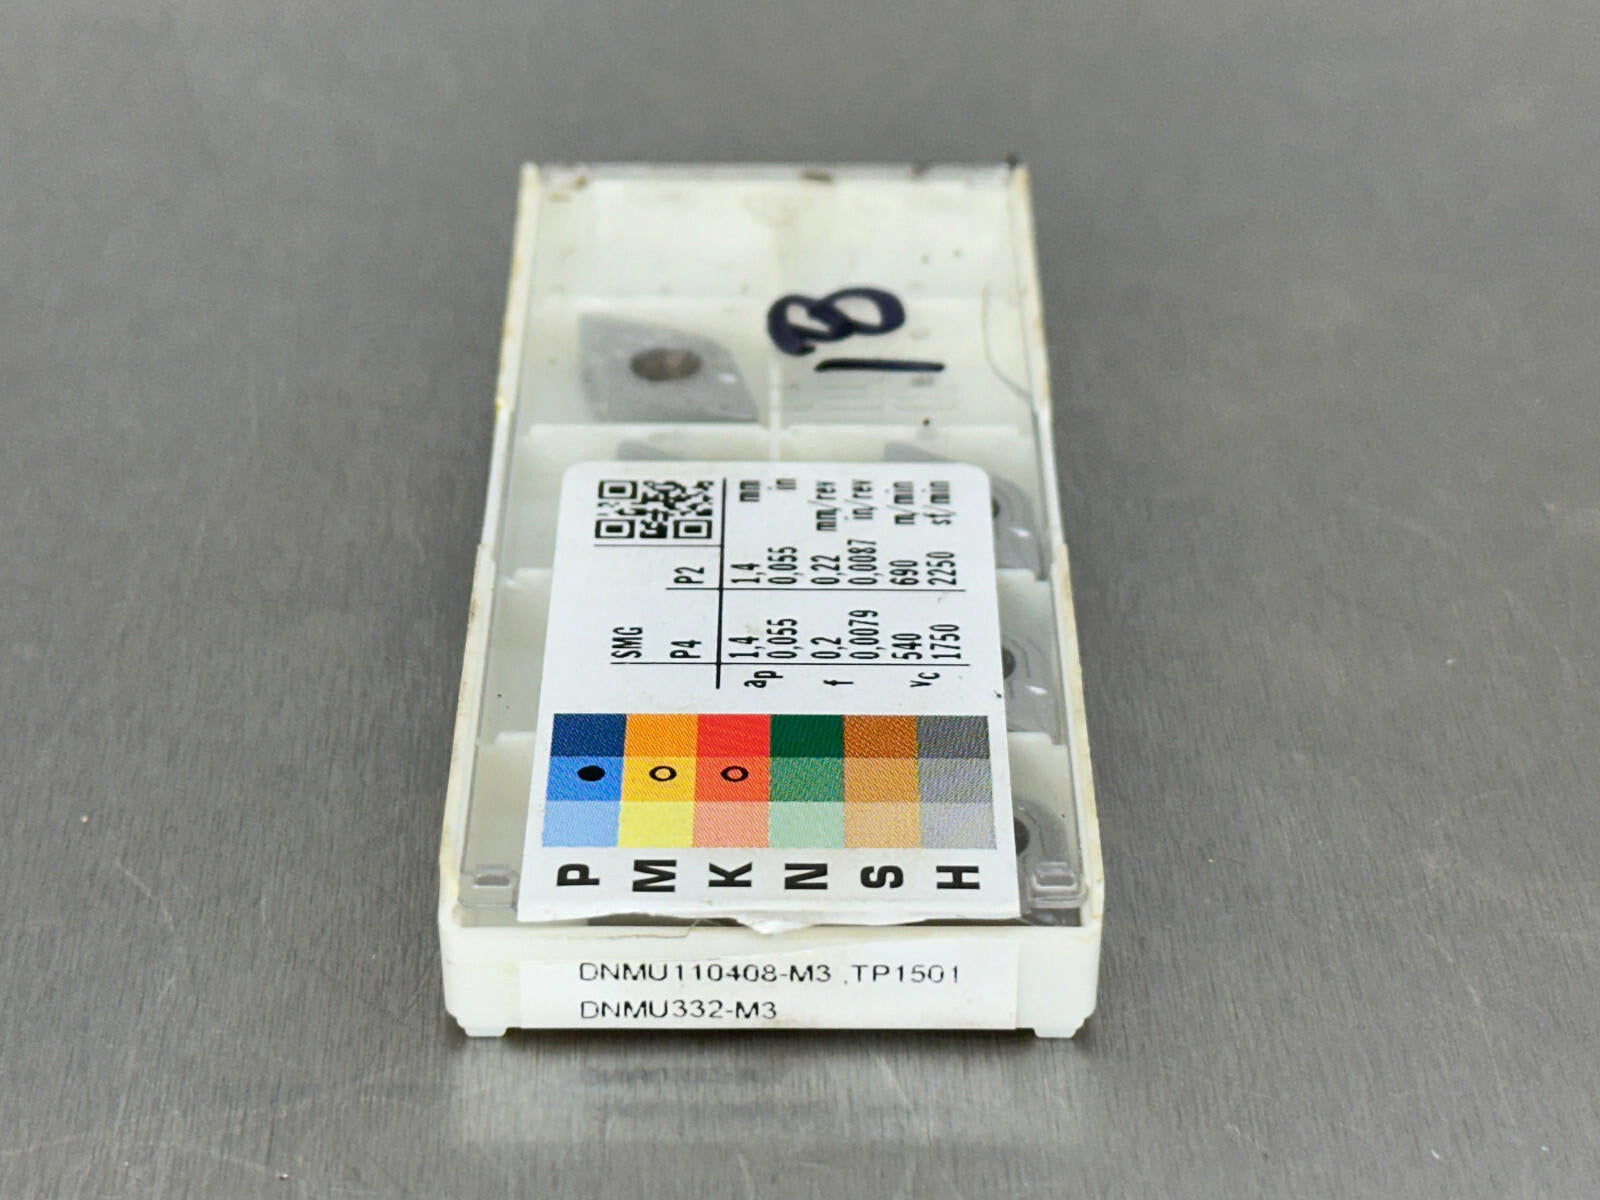 18
SMG
P4 P2
ap 1,4 1,4 mm
0,055 0,055 in
f 0,2 0,22 mm/rev
0,0079 0,0087 in/rev
vc 540 690 m/min
1750 2250 sf/min
P M K N S H
DNMU110408-M3 ,TP1501
DNMU332-M3